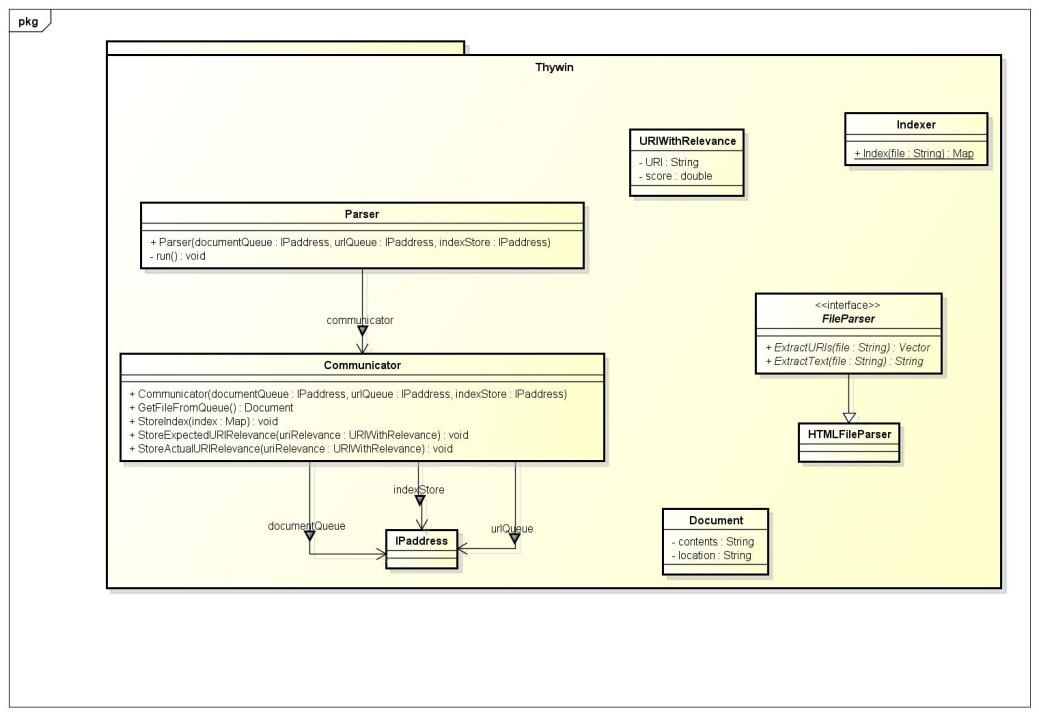 pkg
Thywin
URIWithRelevance
- URI : String
- score : double
Indexer
+ Index(file : String) : Map
Parser
+ Parser(documentQueue : IPaddress, urlQueue : IPaddress, indexStore : IPaddress)
- run() : void
communicator
<<interface>>
FileParser
+ ExtractURIs(file : String) : Vector
+ ExtractText(file : String) : String
Communicator
+ Communicator(documentQueue : IPaddress, urlQueue : IPaddress, indexStore : IPaddress)
+ GetFileFromQueue() : Document
+ StoreIndex(index : Map) : void
+ StoreExpectedURIRelevance(uriRelevance : URIWithRelevance) : void
+ StoreActualURIRelevance(uriRelevance : URIWithRelevance) : void
HTMLFileParser
indexStore
documentQueue
urlQueue
IPaddress
Document
- contents : String
- location : String